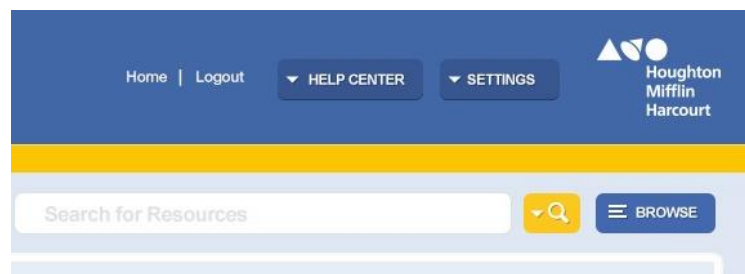 Home | Logout
HELP CENTER
SETTINGS
Houghton
Mifflin
Harcourt
Search for Resources
BROWSE